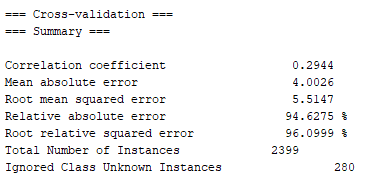 === Cross-validation ===
=== Summary ===
Correlation coefficient 0.2944
Mean absolute error 4.0026
Root mean squared error 5.5147
Relative absolute error 94.6275 %
Root relative squared error 96.0999 %
Total Number of Instances 2399
Ignored Class Unknown Instances 280